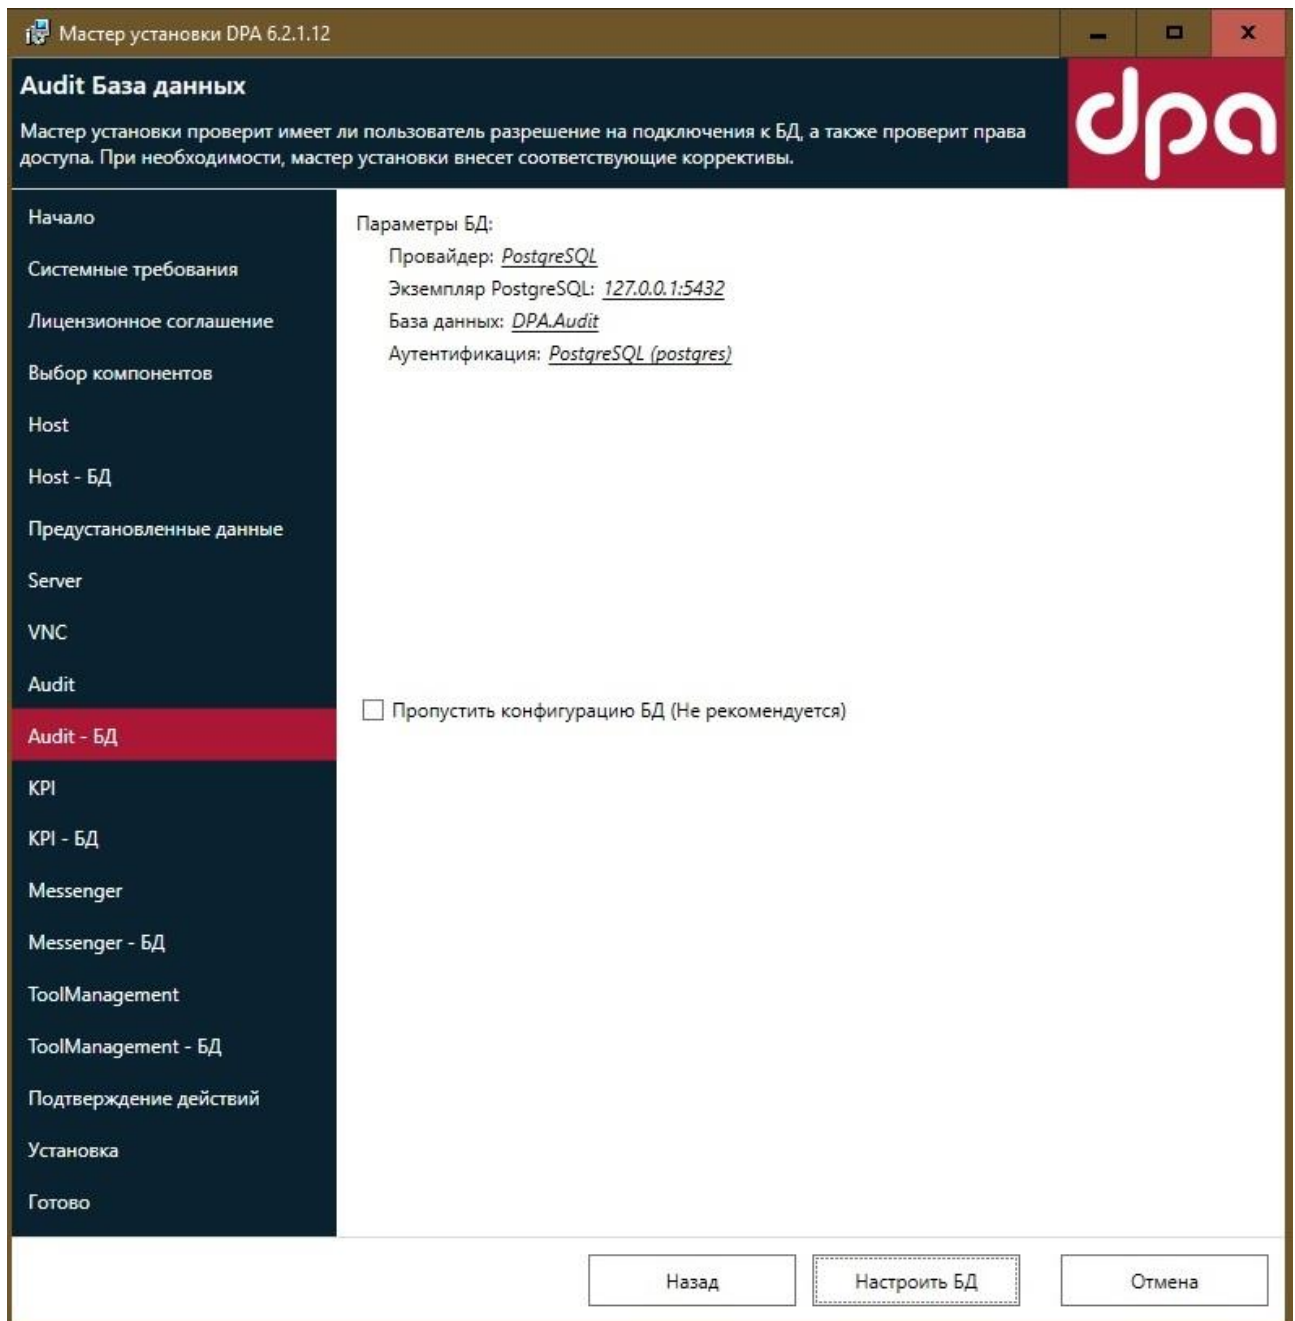 Мастер установки DPA 6.2.1.12
Audit База данных
dpa
Мастер установки проверит имеет ли пользователь разрешение на подключения к БД, а также проверит права
доступа. При необходимости, мастер установки внесет соответствующие коррективы.
Начало
Системные требования
Лицензионное соглашение
Выбор компонентов
Host
Host - БД
Предустановленные данные
Server
VNC
Audit
Audit - БД
KPI
KPI - БД
Messenger
Messenger - БД
ToolManagement
ToolManagement - БД
Подтверждение действий
Установка
Готово
Параметры БД:
Провайдер: PostgreSQL
Экземпляр PostgreSQL: 127.0.0.1:5432
База данных: DPA.Audit
Аутентификация: PostgreSQL (postgres)
Пропустить конфигурацию БД (Не рекомендуется)
Назад
Настроить БД
Отмена